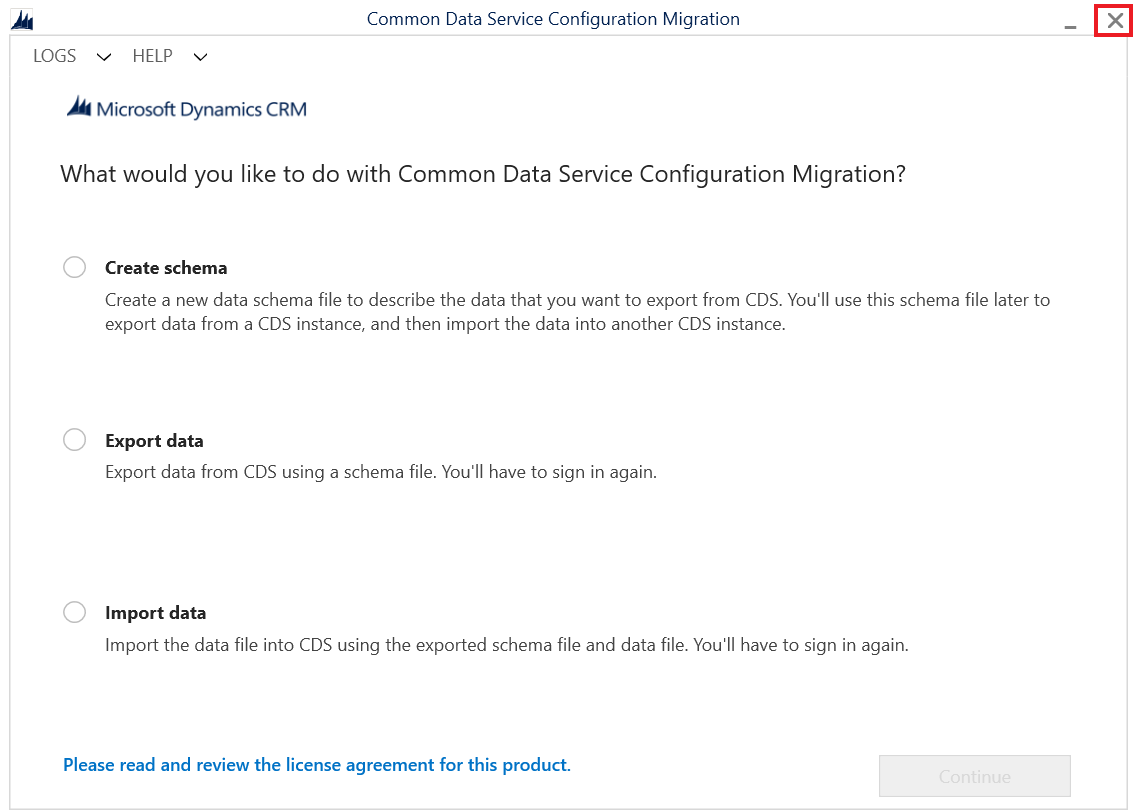 Common Data Service Configuration Migration
LOGS HELP
Microsoft Dynamics CRM
What would you like to do with Common Data Service Configuration Migration?
Create schema
Create a new data schema file to describe the data that you want to export from CDS. You'll use this schema file later to
export data from a CDS instance, and then import the data into another CDS instance.
Export data
Export data from CDS using a schema file. You'll have to sign in again.
Import data
Import the data file into CDS using the exported schema file and data file. You'll have to sign in again.
Please read and review the license agreement for this product.
Continue